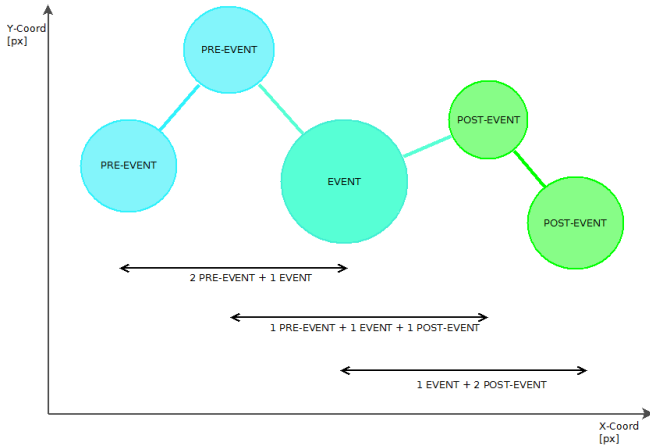 Y-Coord
[px]
PRE-EVENT
PRE-EVENT
EVENT
POST-EVENT
POST-EVENT
2 PRE-EVENT + 1 EVENT
1 PRE-EVENT + 1 EVENT + 1 POST-EVENT
1 EVENT + 2 POST-EVENT
X-Coord
[px]